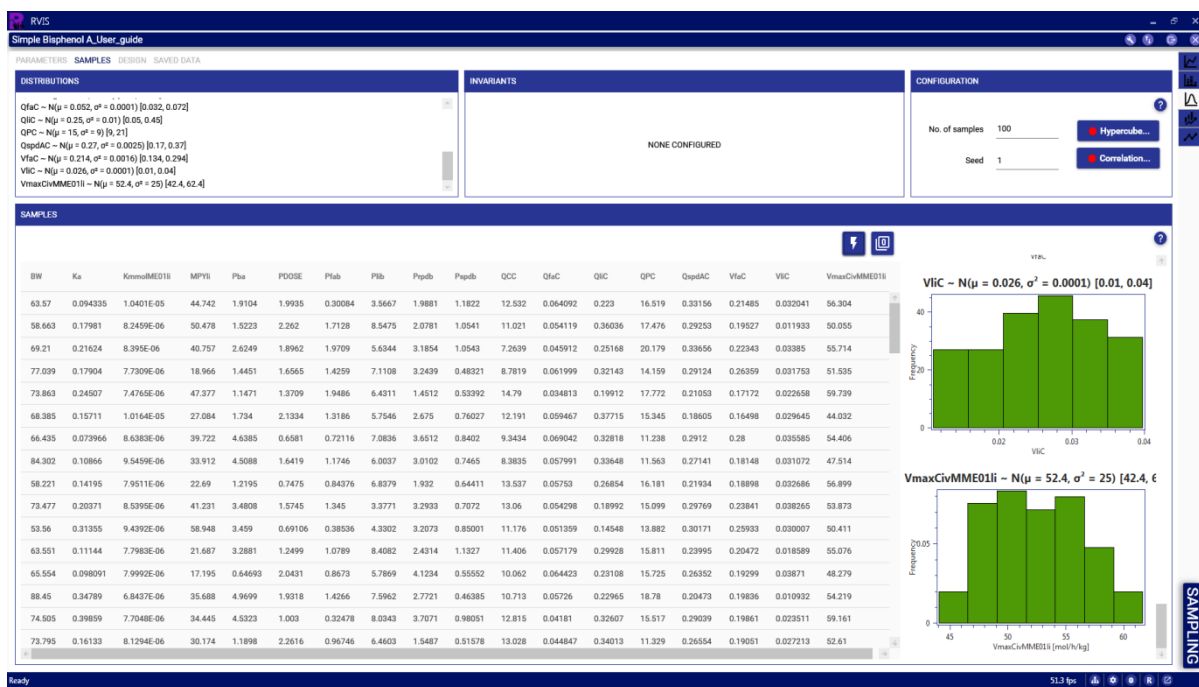 RVIS
Simple Bisphenol A_User_guide
PARAMETERS SAMPLES DESIGN SAVED DATA
DISTRIBUTIONS
QfaC ~ N(μ = 0.052, σ² = 0.0001) [0.032, 0.072]
QliC ~ N(μ = 0.25, σ² = 0.01) [0.05, 0.45]
QPC ~ N(μ = 15, σ² = 9) [9, 21]
QspdAC ~ N(μ = 0.27, σ² = 0.0025) [0.17, 0.37]
VfaC ~ N(μ = 0.214, σ² = 0.0016) [0.134, 0.294]
VliC ~ N(μ = 0.026, σ² = 0.0001) [0.01, 0.04]
VmaxCivMME01li ~ N(μ = 52.4, σ² = 25) [42.4, 62.4]
INVARIANTS
NONE CONFIGURED
CONFIGURATION
?
No. of samples 100
Hypercube...
Seed 1
Correlation...
SAMPLES
0
?
BW Ka KmmolME01li MPYli Pba PDOSE Pfab Plib Prpdb Pspdb QCC QfaC QliC QPC QspdAC VfaC VliC VmaxCivMME01li
63.57 0.094335 1.0401E-05 44.742 1.9104 1.9935 0.30084 3.5667 1.9881 1.1822 12.532 0.064092 0.223 16.519 0.33156 0.21485 0.032041 56.304
58.663 0.17981 8.2459E-06 50.478 1.5223 2.262 1.7128 8.5475 2.0781 1.0541 11.021 0.054119 0.36036 17.476 0.29253 0.19527 0.011933 50.055
69.21 0.21624 8.395E-06 40.757 2.6249 1.8962 1.9709 5.6344 3.1854 1.0543 7.2639 0.045912 0.25168 20.179 0.33656 0.22343 0.03385 55.714
77.039 0.17904 7.7309E-06 18.966 1.4451 1.6565 1.4259 7.1108 3.2439 0.48321 8.7819 0.061999 0.32143 14.159 0.29124 0.26359 0.031753 51.535
73.863 0.24507 7.4765E-06 47.377 1.1471 1.3709 1.9486 6.4311 1.4512 0.53392 14.79 0.034813 0.19912 17.772 0.21053 0.17172 0.022658 59.739
68.385 0.15711 1.0164E-05 27.084 1.734 2.1334 1.3186 5.7546 2.675 0.76027 12.191 0.059467 0.37715 15.345 0.18605 0.16498 0.029645 44.032
66.435 0.073966 8.6383E-06 39.722 4.6385 0.6581 0.72116 7.0836 3.6512 0.8402 9.3434 0.069042 0.32818 11.238 0.2912 0.28 0.035585 54.406
84.302 0.10866 9.5459E-06 33.912 4.5088 1.6419 1.1746 6.0037 3.0102 0.7465 8.3835 0.057991 0.33648 11.563 0.27141 0.18148 0.031072 47.514
58.221 0.14195 7.9511E-06 22.69 1.2195 0.7475 0.84376 6.8379 1.932 0.64411 13.537 0.05753 0.26854 16.181 0.21934 0.18898 0.032686 56.899
73.477 0.20371 8.5395E-06 41.231 3.4808 1.5745 1.345 3.3771 3.2933 0.7072 13.06 0.054298 0.18992 15.099 0.29769 0.23841 0.038265 53.873
53.56 0.31355 9.4392E-06 58.948 3.459 0.69106 0.38536 4.3302 3.2073 0.85001 11.176 0.051359 0.14548 13.882 0.30171 0.25933 0.030007 50.411
63.551 0.11144 7.7983E-06 21.687 3.2881 1.2499 1.0789 8.4082 2.4314 1.1327 11.406 0.057179 0.29928 15.811 0.23995 0.20472 0.018589 55.076
65.554 0.098091 7.9992E-06 17.195 0.64693 2.0431 0.8673 5.7869 4.1234 0.55552 10.062 0.064423 0.23108 15.725 0.26352 0.19299 0.03871 48.279
88.45 0.34789 6.8437E-06 35.688 4.9699 1.9318 1.4266 7.5962 2.7721 0.46385 10.713 0.05726 0.22965 18.78 0.20473 0.19836 0.010932 54.219
74.505 0.39859 7.7048E-06 34.445 4.5323 1.003 0.32478 8.0343 3.7071 0.98051 12.815 0.04181 0.32607 15.517 0.29039 0.19861 0.023511 59.161
73.795 0.16133 8.1294E-06 30.174 1.1898 2.2616 0.96746 6.4603 1.5487 0.51578 13.028 0.044847 0.34013 11.329 0.26554 0.19051 0.027213 52.61
VliC ~ N(μ = 0.026, σ² = 0.0001) [0.01, 0.04]
40
20
0
Frequency
0.02 0.03 0.04
VliC
VmaxCivMME01li ~ N(μ = 52.4, σ² = 25) [42.4, 6
0.05
0
Frequency
45 50 55 60
VmaxCivMME01li [mol/h/kg]
SAMPLING
Ready
51.3 fps
R